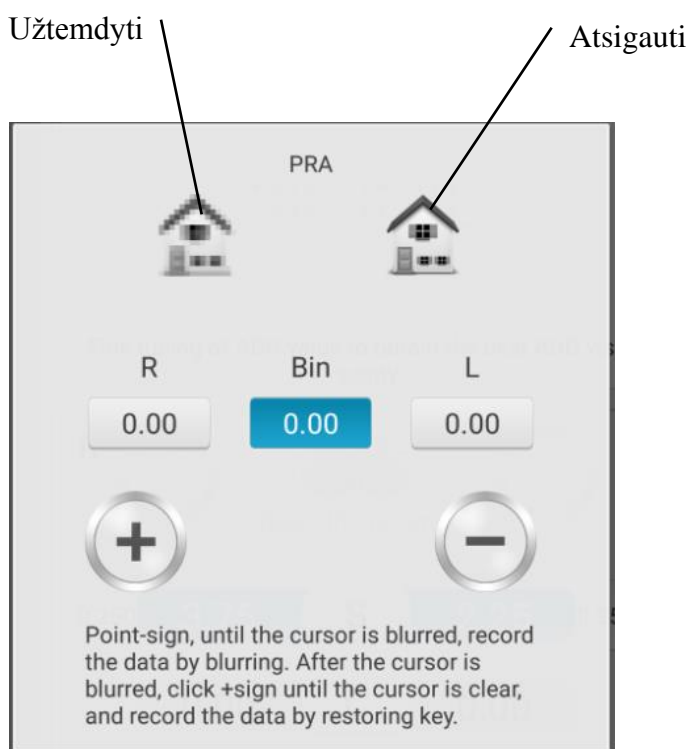 Užtemdyti
Atsigauti
PRA
R Bin L
0.00 0.00 0.00
+ −
Point-sign, until the cursor is blurred, record
the data by blurring. After the cursor is
blurred, click +sign until the cursor is clear,
and record the data by restoring key.